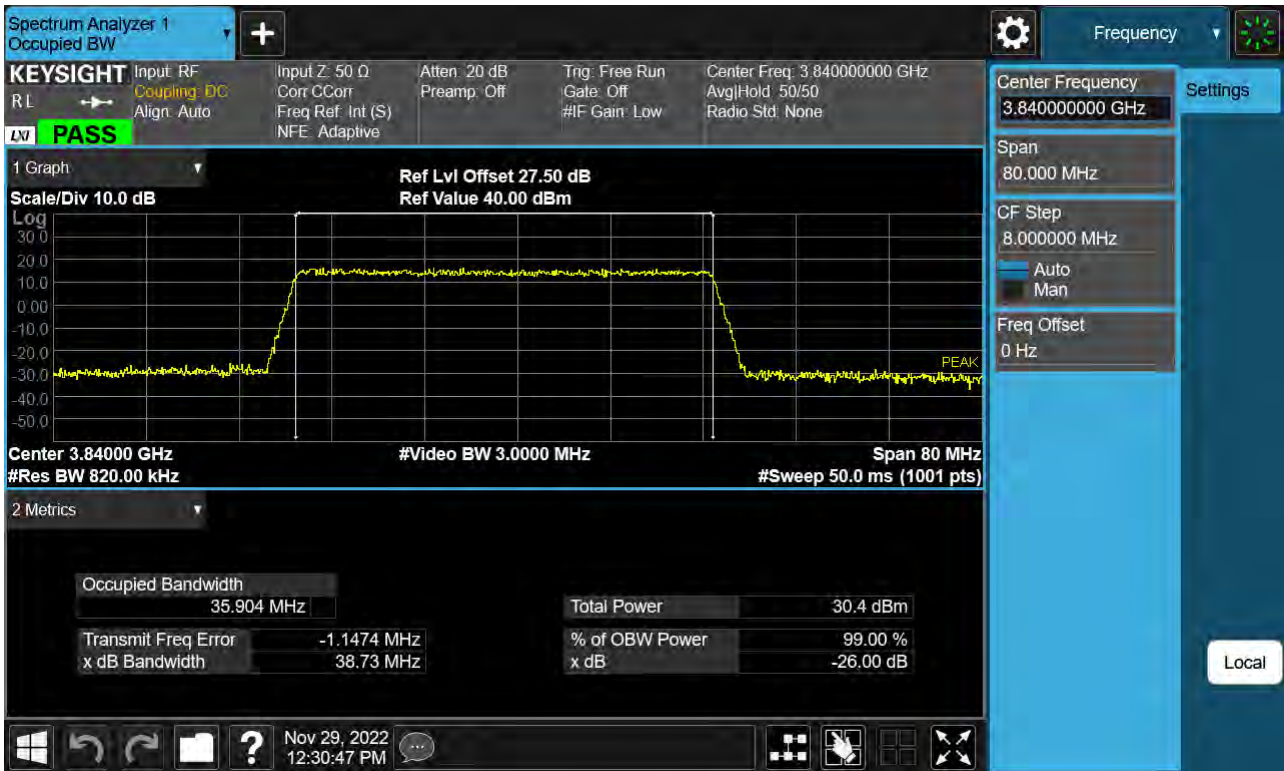 Spectrum Analyzer 1
Occupied BW
Frequency
KEYSIGHT
RL
LXI
PASS
Input: RF
Coupling: DC
Align: Auto
Input Z: 50 Ω
Corr CCorr
Freq Ref: Int (S)
NFE: Adaptive
Atten: 20 dB
Preamp: Off
Trig: Free Run
Gate: Off
#IF Gain: Low
Center Freq: 3.840000000 GHz
Avg|Hold: 50/50
Radio Std: None
Center Frequency
3.840000000 GHz
Settings
Span
80.000 MHz
CF Step
8.000000 MHz
Auto
Man
Freq Offset
0 Hz
Local
1 Graph
Scale/Div 10.0 dB
Ref Lvl Offset 27.50 dB
Ref Value 40.00 dBm
Log
30.0
20.0
10.0
0.00
-10.0
-20.0
-30.0
-40.0
-50.0
PEAK
Center 3.84000 GHz
#Res BW 820.00 kHz
#Video BW 3.0000 MHz
Span 80 MHz
#Sweep 50.0 ms (1001 pts)
2 Metrics
Occupied Bandwidth
35.904 MHz
Transmit Freq Error -1.1474 MHz
x dB Bandwidth 38.73 MHz
Total Power 30.4 dBm
% of OBW Power 99.00 %
x dB -26.00 dB
?
Nov 29, 2022
12:30:47 PM